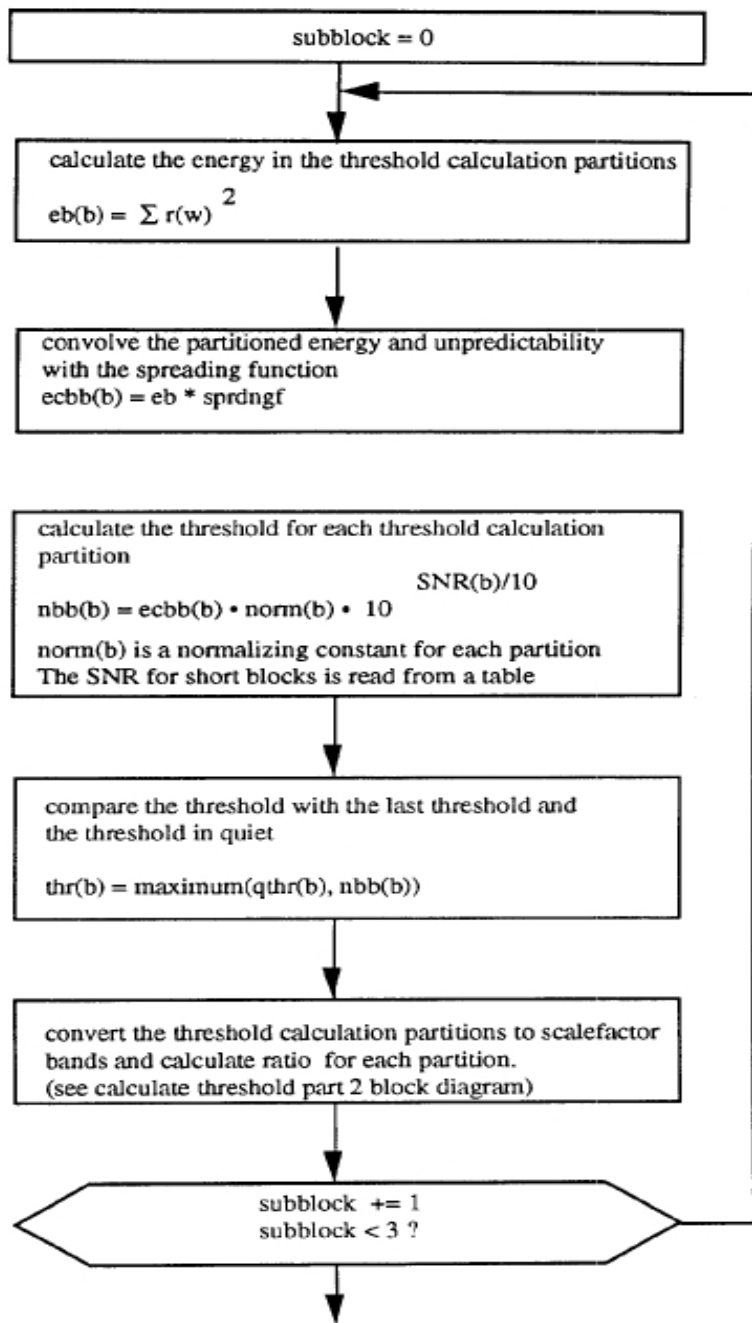 subblock = 0
calculate the energy in the threshold calculation partitions
eb(b) = Σ r(w) 2
convolve the partitioned energy and unpredictability
with the spreading function
ecbb(b) = eb * sprdngf
calculate the threshold for each threshold calculation
partition
SNR(b)/10
nbb(b) = ecbb(b) • norm(b) • 10
norm(b) is a normalizing constant for each partition
The SNR for short blocks is read from a table
compare the threshold with the last threshold and
the threshold in quiet
thr(b) = maximum(qthr(b), nbb(b))
convert the threshold calculation partitions to scalefactor
bands and calculate ratio for each partition.
(see calculate threshold part 2 block diagram)
subblock += 1
subblock < 3 ?